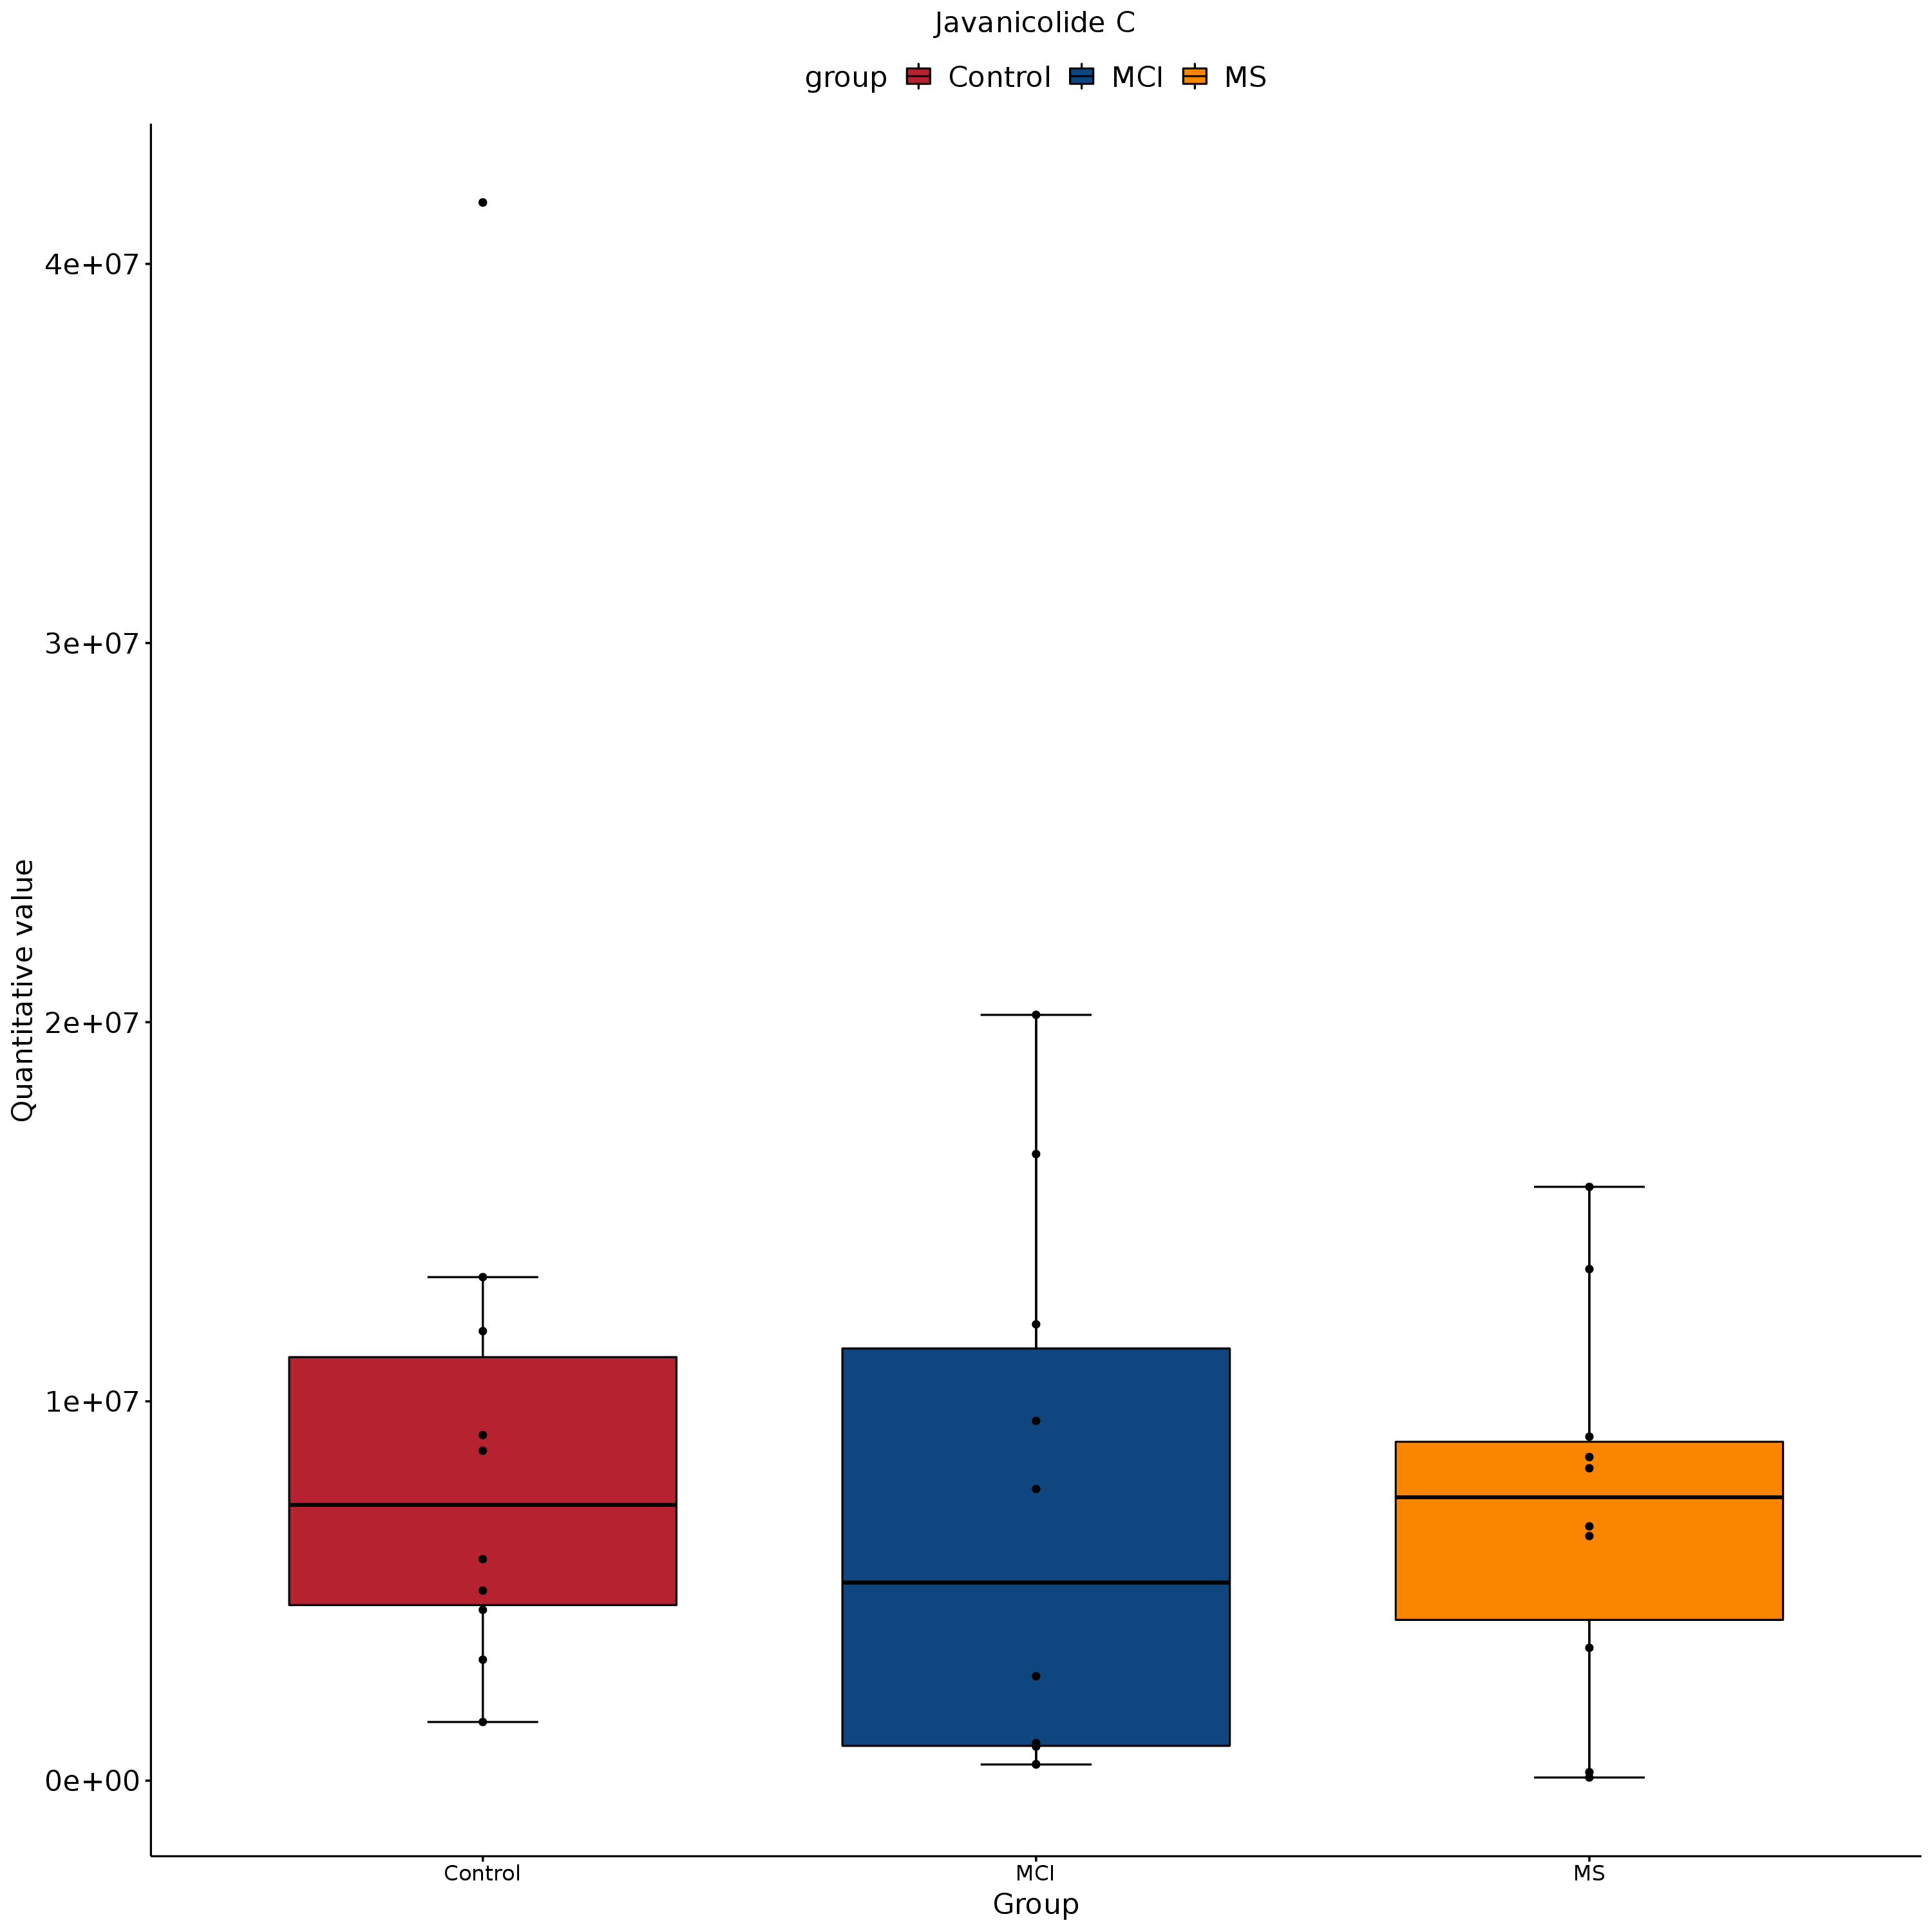 Javanicolide C
group Control MCI MS
4e+07
3e+07
2e+07
1e+07
0e+00
Quantitative value
Control MCI MS
Group